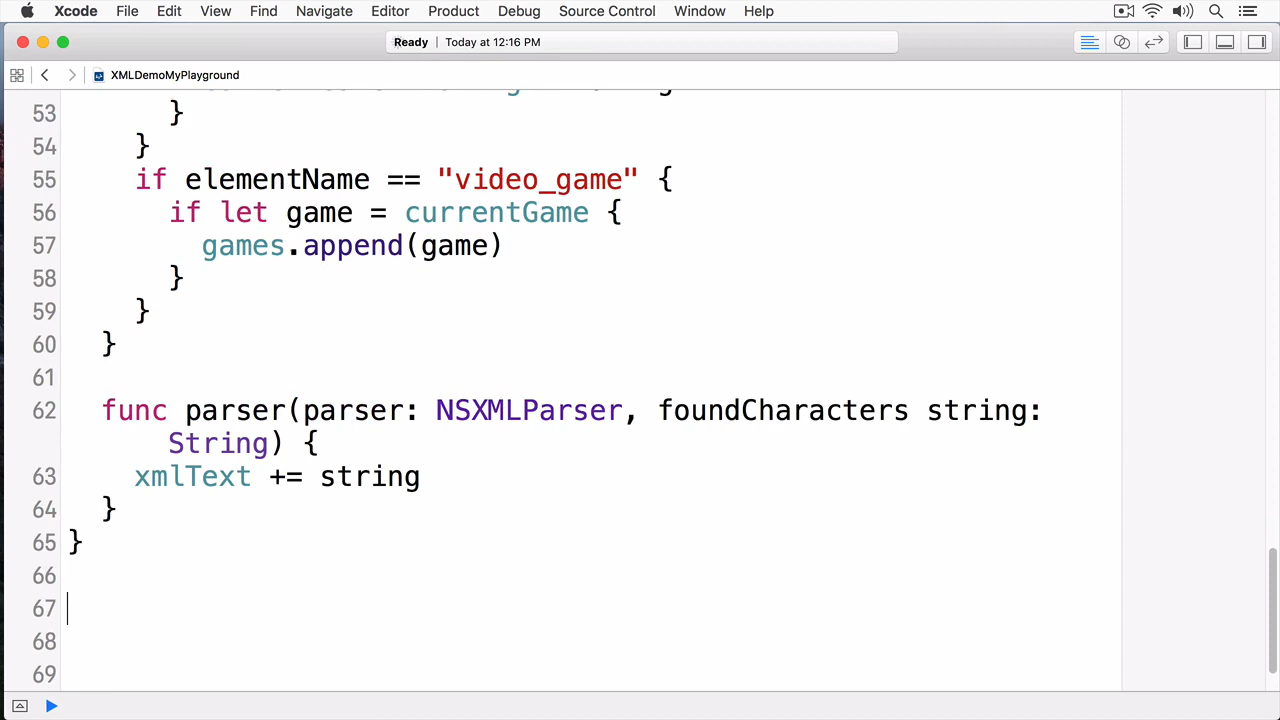 Xcode File Edit View Find Navigate Editor Product Debug Source Control Window Help
Ready | Today at 12:16 PM
XMLDemoMyPlayground
53 }
54 }
55 if elementName == "video_game" {
56 if let game = currentGame {
57 games.append(game)
58 }
59 }
60 }
61
62 func parser(parser: NSXMLParser, foundCharacters string:
String) {
63 xmlText += string
64 }
65 }
66
67
68
69